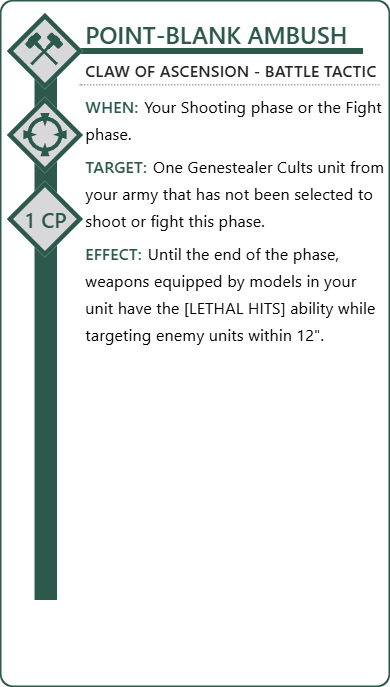 POINT-BLANK AMBUSH
CLAW OF ASCENSION - BATTLE TACTIC
WHEN: Your Shooting phase or the Fight
phase.
TARGET: One Genestealer Cults unit from
your army that has not been selected to
shoot or fight this phase.
1 CP
EFFECT: Until the end of the phase,
weapons equipped by models in your
unit have the [LETHAL HITS] ability while
targeting enemy units within 12".